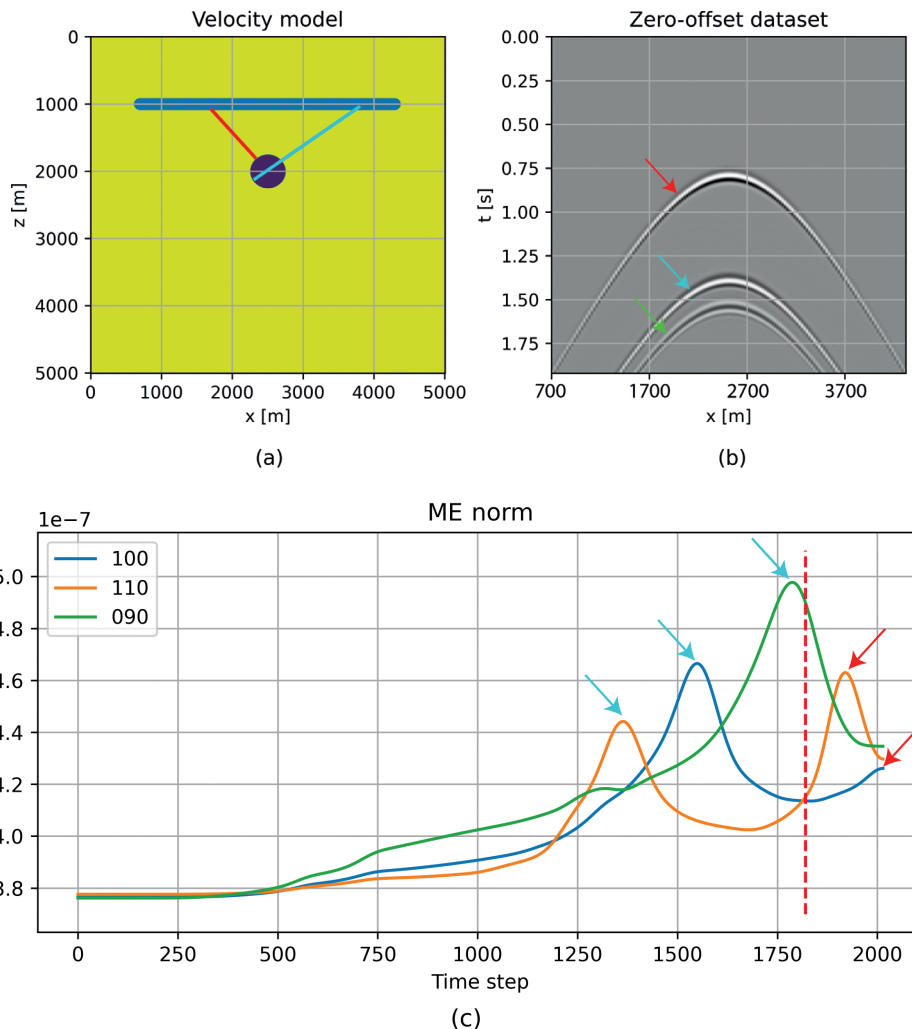 Velocity model
0
1000
2000
3000
4000
5000
z [m]
0 1000 2000 3000 4000 5000
x [m]
(a)
Zero-offset dataset
0.00
0.25
0.50
0.75
1.00
1.25
1.50
1.75
t [s]
700 1700 2700 3700
x [m]
(b)
ME norm
1e−7
100
110
090
5.0
4.8
4.6
4.4
4.2
4.0
3.8
0 250 500 750 1000 1250 1500 1750 2000
Time step
(c)